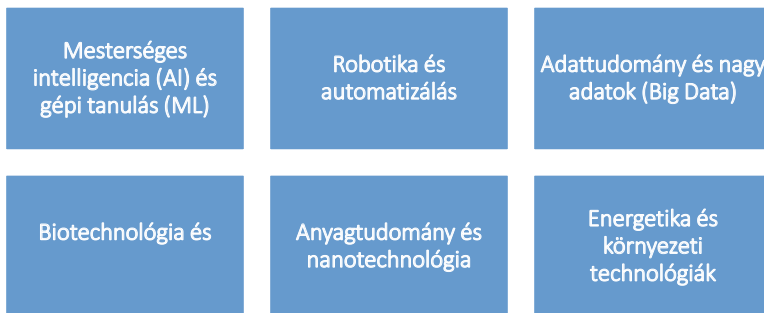 Mesterséges
intelligencia (AI) és
gépi tanulás (ML)
Robotika és
automatizálás
Adattudomány és nagy
adatok (Big Data)
Biotechnológia és
Anyagtudomány és
nanotechnológia
Energetika és
környezeti
technológiák